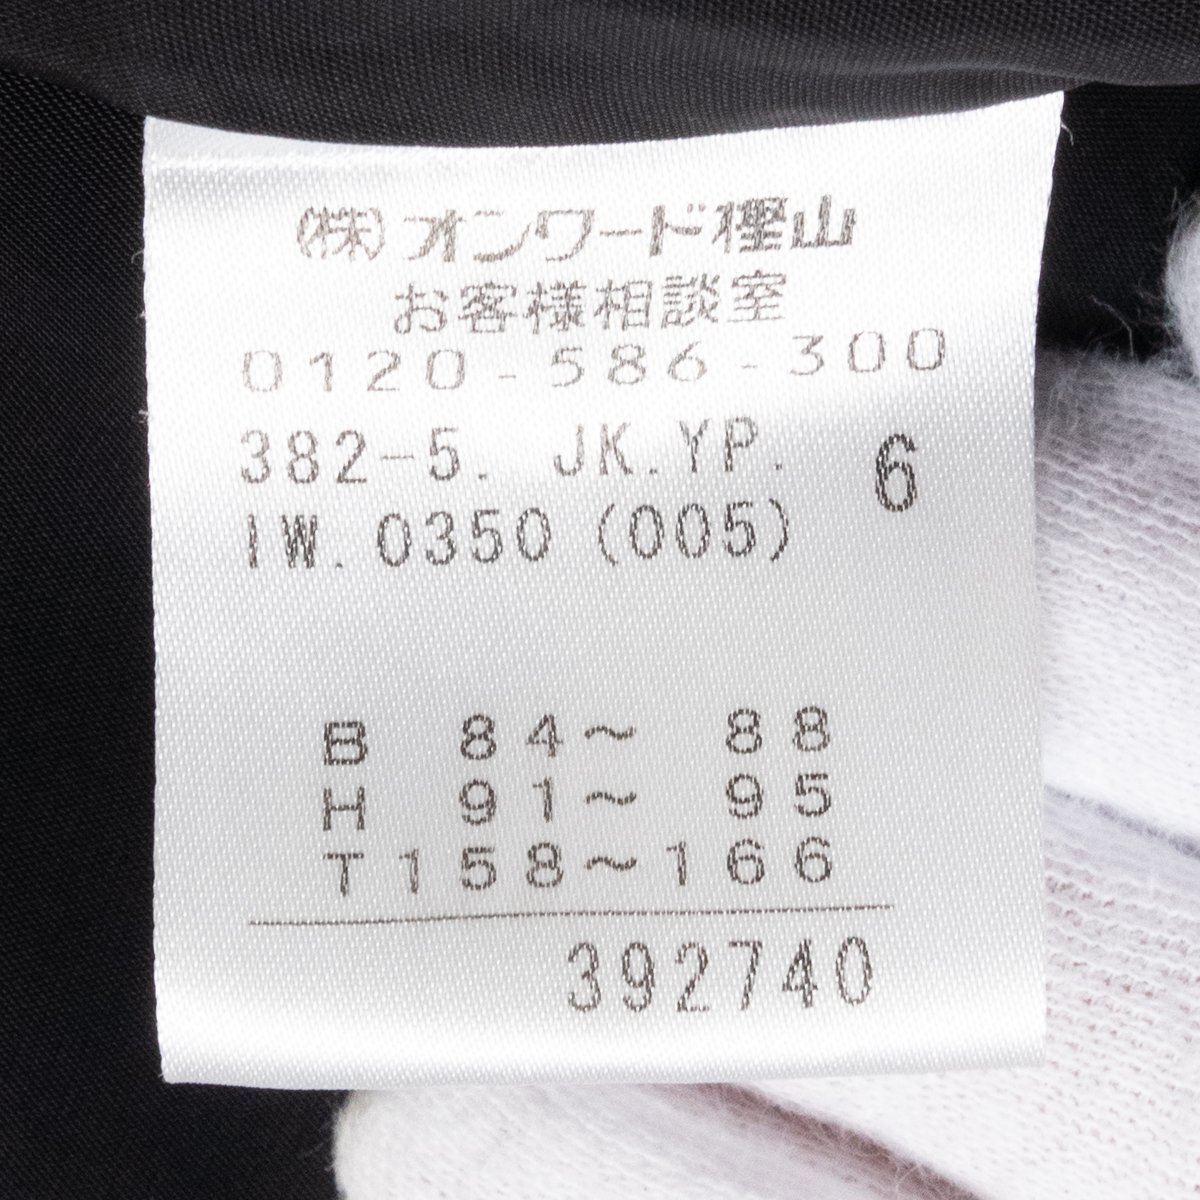 (株)オンワード樫山
お客様相談室
0120-586-300
382-5. JK.YP. 6
IW.0350(005)
B 84～ 88
H 91～ 95
T158～166
392740